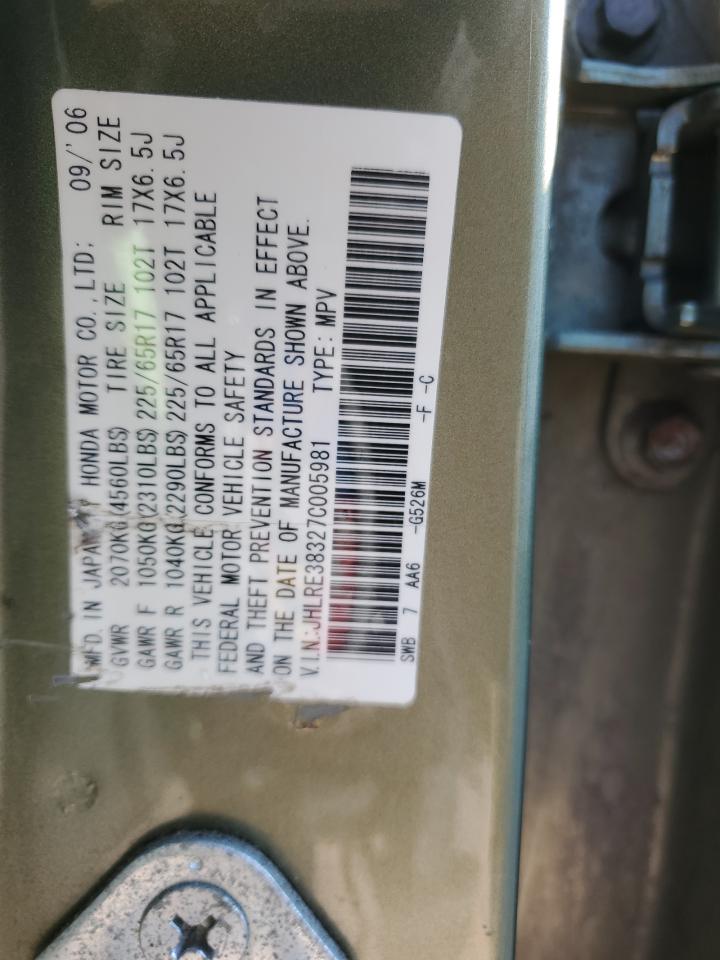 MFD. IN JAPAN BY HONDA MOTOR CO.,LTD: 09/'06
GVWR 2070KG(4560LBS) TIRE SIZE RIM SIZE
GAWR F 1050KG(2310LBS) 225/65R17 102T 17X6.5J
GAWR R 1040KG(2290LBS) 225/65R17 102T 17X6.5J
THIS VEHICLE CONFORMS TO ALL APPLICABLE
FEDERAL MOTOR VEHICLE SAFETY
AND THEFT PREVENTION STANDARDS IN EFFECT
ON THE DATE OF MANUFACTURE SHOWN ABOVE.
V.I.N.:JHLRE38327C005981 TYPE: MPV
SWB 7 AA6 -G526M -F -C